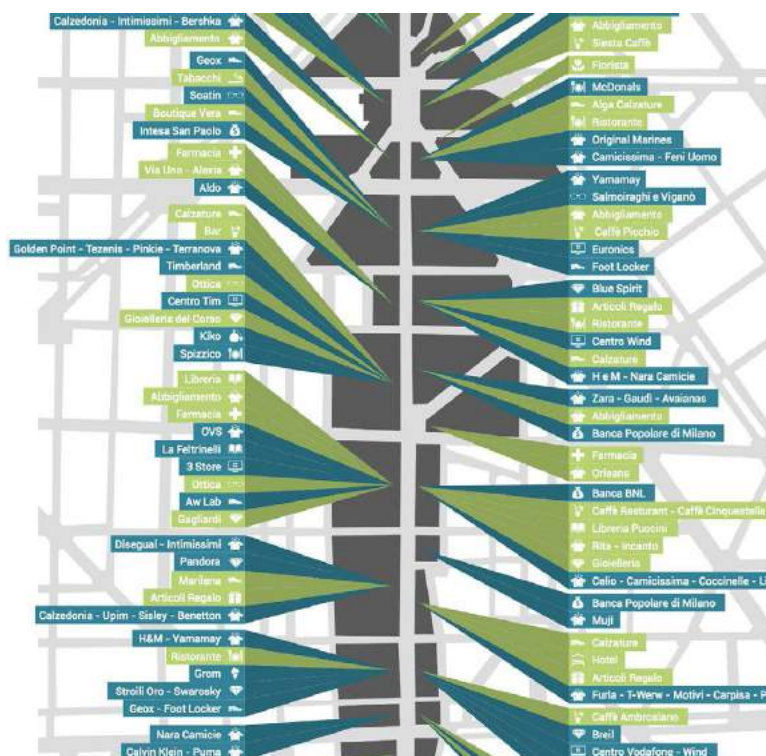 Calzedonia - Intimissimi - Bershka
Abbigliamento
Geox
Tabacchi
Soatin
Boutique Vera
Intesa San Paolo
Farmacia
Via Uno - Alexia
Aldo
Calzature
Bar
Golden Point - Tezenis - Pinkie - Terranova
Timberland
Ottica
Centro Tim
Gioielleria del Corso
Kiko
Spizzico
Libreria
Abbigliamento
Farmacia
OVS
La Feltrinelli
3 Store
Ottica
Aw Lab
Gagliardi
Disegual - Intimissimi
Pandora
Marilana
Articoli Regalo
Calzedonia - Upim - Sisley - Benetton
H&M - Yamamay
Ristorante
Grom
Stroili Oro - Swarosky
Geox - Foot Locker
Nara Camicie
Calvin Klein - Puma
Abbigliamento
Siesta Caffè
Fiorista
McDonals
Alga Calzature
Ristorante
Original Marines
Camicissima - Feni Uomo
Yamamay
Salmoiraghi e Viganò
Abbigliamento
Caffè Picchio
Euronics
Foot Locker
Blue Spirit
Articoli Regalo
Ristorante
Centro Wind
Calzature
H e M - Nara Camicie
Zara - Gaudì - Avaianas
Abbigliamento
Banca Popolare di Milano
Farmacia
Orleans
Banca BNL
Caffè Resturant - Caffè Cinquestelle
Libreria Puccini
Rita - Incanto
Gioielleria
Celio - Camicissima - Coccinelle - Li
Banca Popolare di Milano
Muji
Calzature
Hotel
Articoli Regalo
Furla - T-Werw - Motivi - Carpisa - P
Caffè Ambrosiano
Breil
Centro Vodafone - Wind